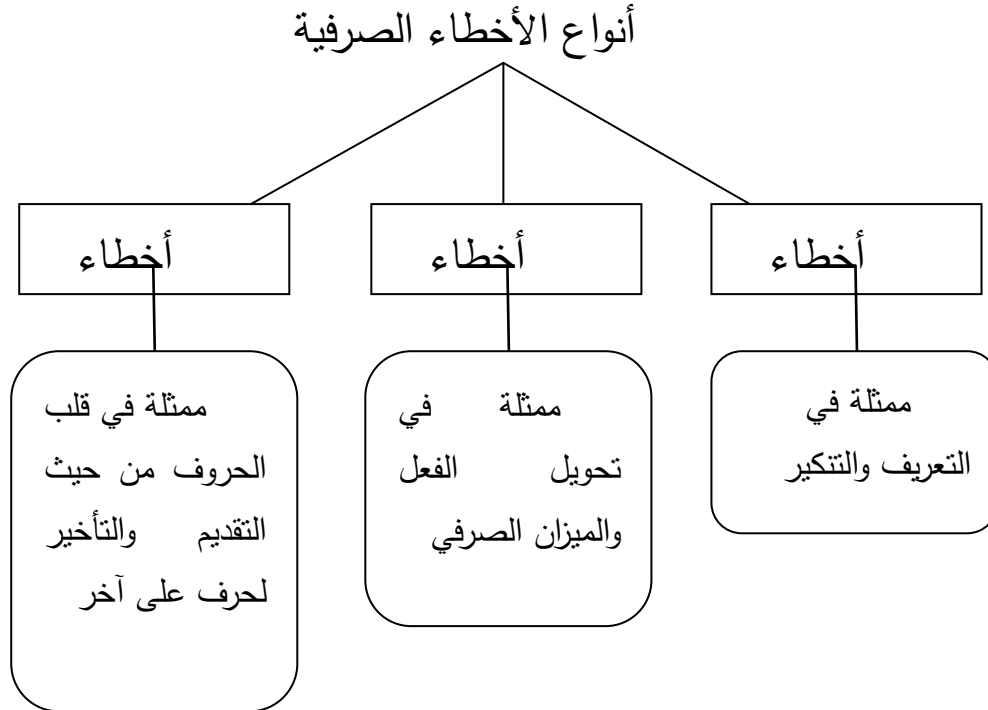 أنواع الأخطاء الصرفية
أخطاء
أخطاء
أخطاء
ممثلة في
التعريف والتنكير
ممثلة في
تحويل الفعل
والميزان الصرفي
ممثلة في قلب
الحروف من حيث
التقديم والتأخير
لحرف على آخر